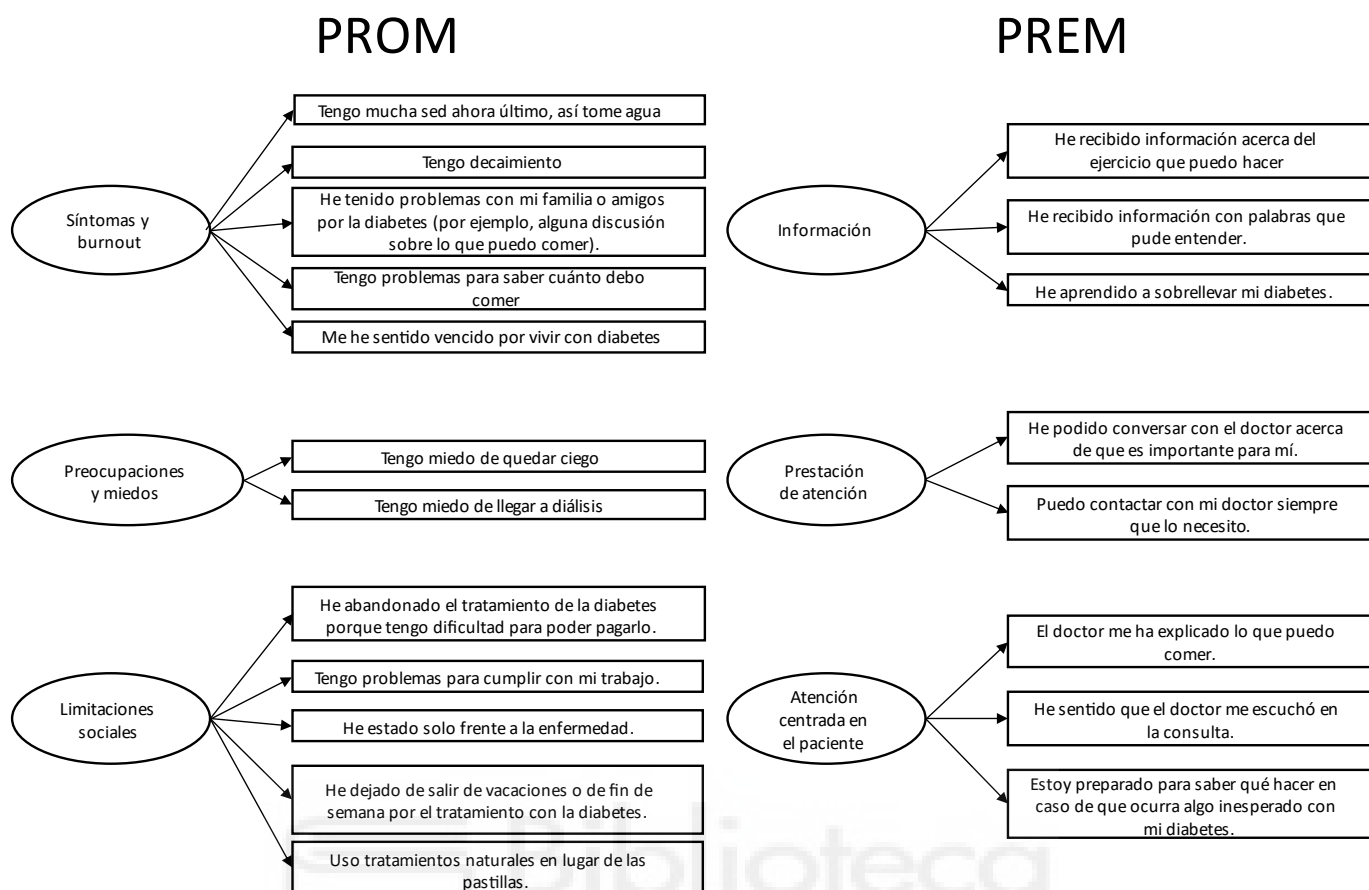 PROM
Síntomas y
burnout
Tengo mucha sed ahora último, así tome agua
Tengo decaimiento
He tenido problemas con mi familia o amigos
por la diabetes (por ejemplo, alguna discusión
sobre lo que puedo comer).
Tengo problemas para saber cuánto debo
comer
Me he sentido vencido por vivir con diabetes
Preocupaciones
y miedos
Tengo miedo de quedar ciego
Tengo miedo de llegar a diálisis
Limitaciones
sociales
He abandonado el tratamiento de la diabetes
porque tengo dificultad para poder pagarlo.
Tengo problemas para cumplir con mi trabajo.
He estado solo frente a la enfermedad.
He dejado de salir de vacaciones o de fin de
semana por el tratamiento con la diabetes.
Uso tratamientos naturales en lugar de las
pastillas.
PREM
Información
He recibido información acerca del
ejercicio que puedo hacer
He recibido información con palabras que
pude entender.
He aprendido a sobrellevar mi diabetes.
Prestación
de atención
He podido conversar con el doctor acerca
de que es importante para mí.
Puedo contactar con mi doctor siempre
que lo necesito.
Atención
centrada en
el paciente
El doctor me ha explicado lo que puedo
comer.
He sentido que el doctor me escuchó en
la consulta.
Estoy preparado para saber qué hacer en
caso de que ocurra algo inesperado con
mi diabetes.
Biblioteca